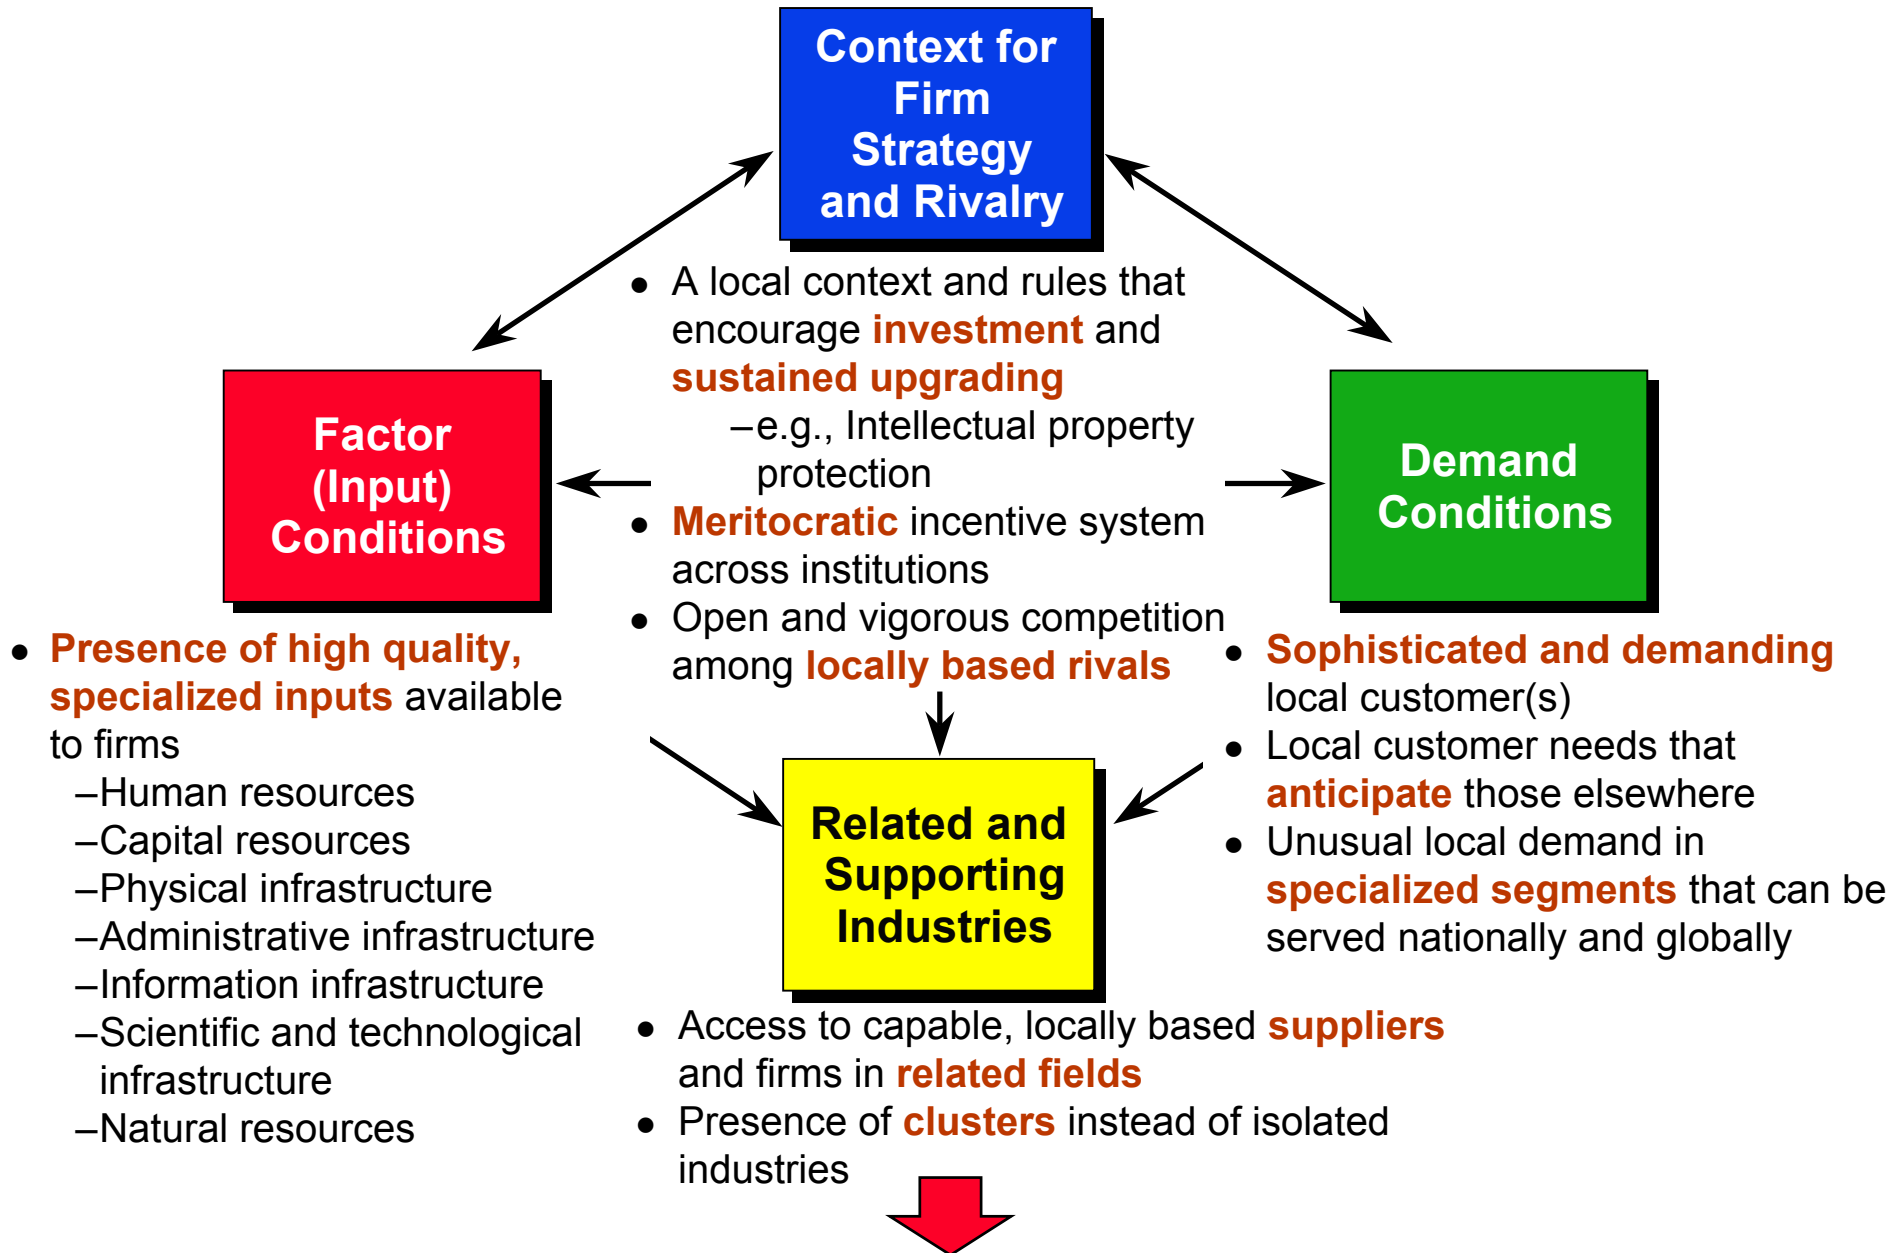 Context for
Firm
Strategy
and Rivalry
● A local context and rules that
encourage investment and
sustained upgrading
–e.g., Intellectual property
protection
● Meritocratic incentive system
across institutions
● Open and vigorous competition
among locally based rivals
Factor
(Input)
Conditions
● Presence of high quality,
specialized inputs available
to firms
–Human resources
–Capital resources
–Physical infrastructure
–Administrative infrastructure
–Information infrastructure
–Scientific and technological
infrastructure
–Natural resources
Demand
Conditions
● Sophisticated and demanding
local customer(s)
● Local customer needs that
anticipate those elsewhere
● Unusual local demand in
specialized segments that can be
served nationally and globally
Related and
Supporting
Industries
● Access to capable, locally based suppliers
and firms in related fields
● Presence of clusters instead of isolated
industries